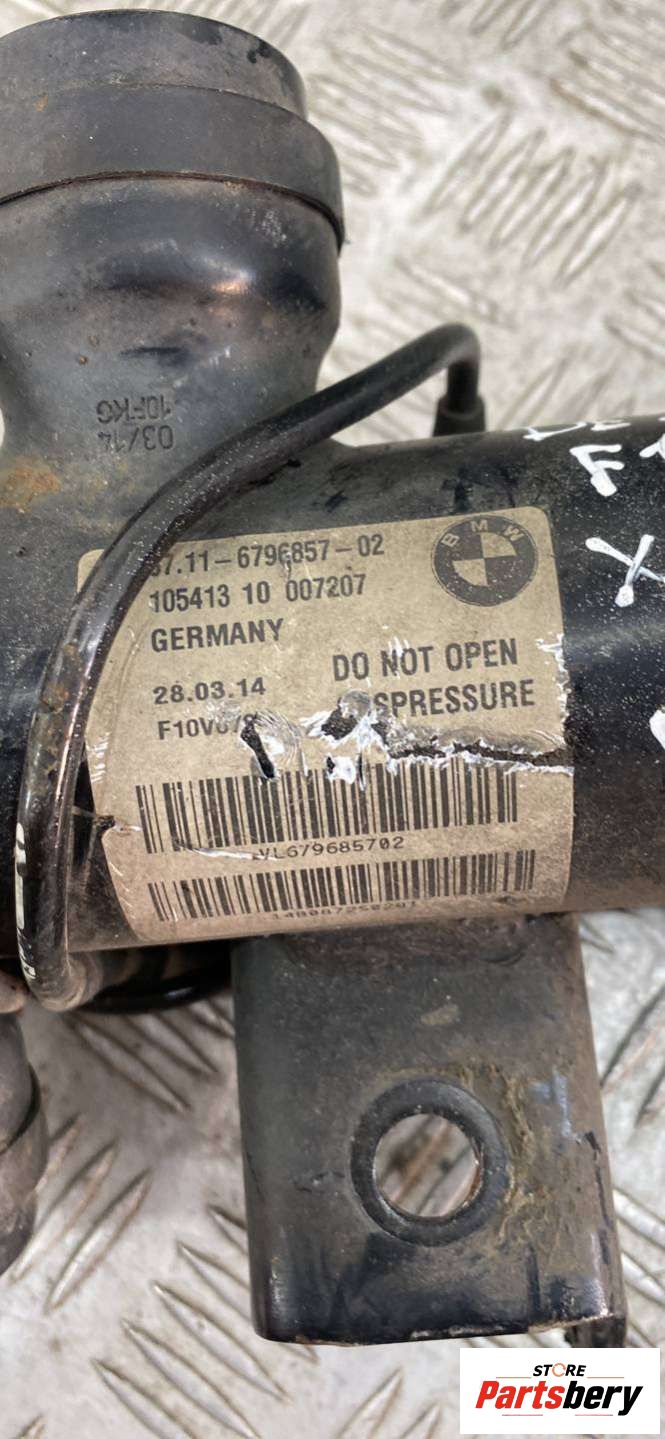 10FKG
03/14
BMW
37.11-6796857-02
105413 10 007207
GERMANY
DO NOT OPEN
28.03.14
VL679685702
STORE
Partsbery